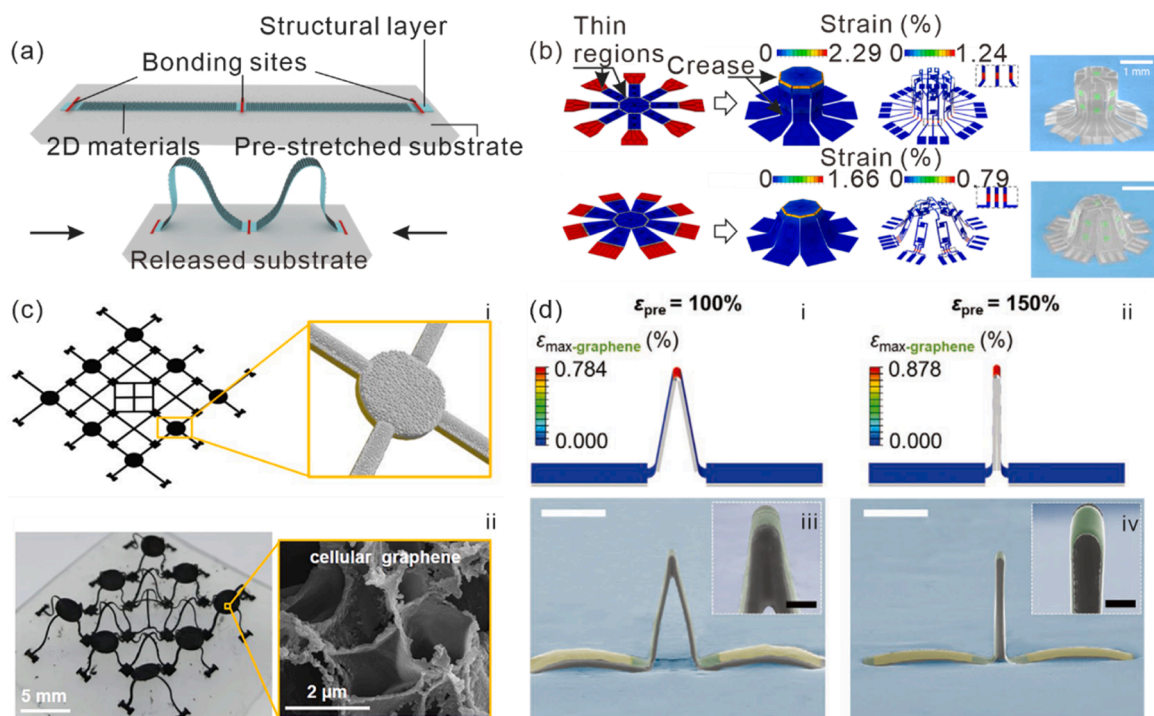 (a)
Structural layer
Bonding sites
2D materials
Pre-stretched substrate
Released substrate
(b)
Thin
regions
Crease
Strain (%)
0 2.29 0 1.24
1 mm
Strain (%)
0 1.66 0 0.79
(c)
i
ii
5 mm
cellular graphene
2 µm
(d)
εpre = 100%
i
εmax-graphene (%)
0.784
0.000
εpre = 150%
ii
εmax-graphene (%)
0.878
0.000
iii
iv